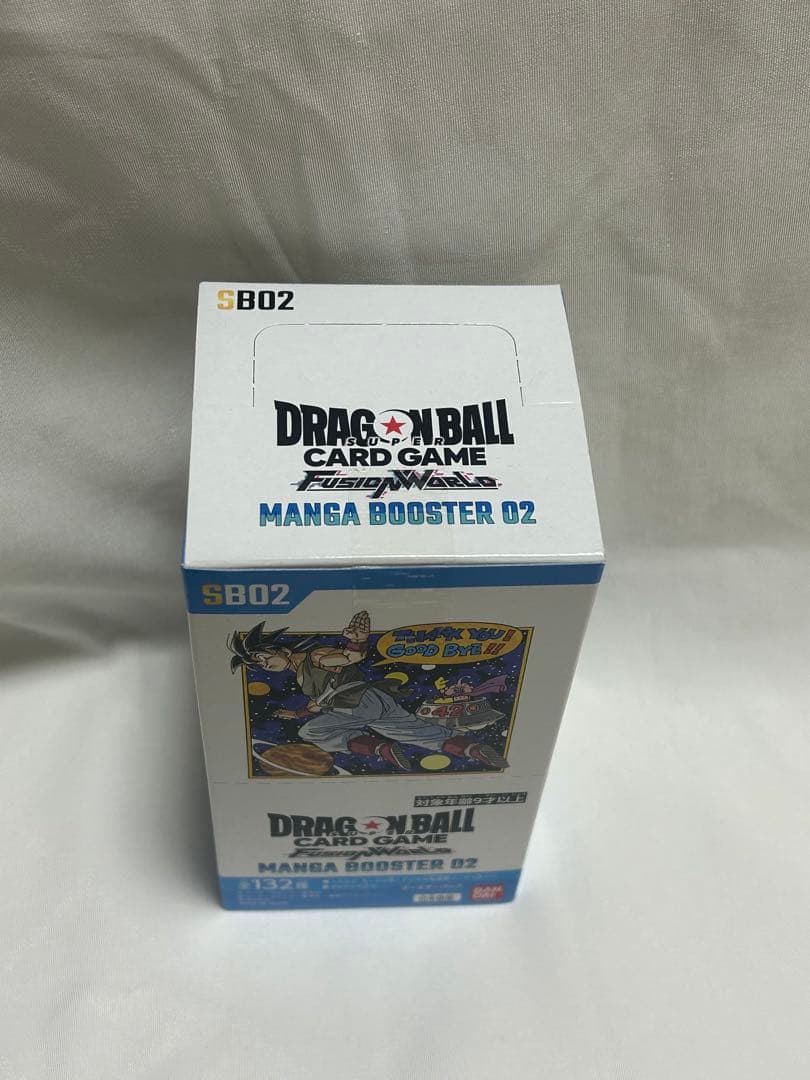 SB02
DRAGON BALL
SUPER
CARD GAME
FUSION WORLD
MANGA BOOSTER 02
SB02
THANK YOU!
GOOD BYE!!
42
対象年齢9才以上
DRAGON BALL
SUPER
CARD GAME
FUSION WORLD
MANGA BOOSTER 02
全132種
BANDAI